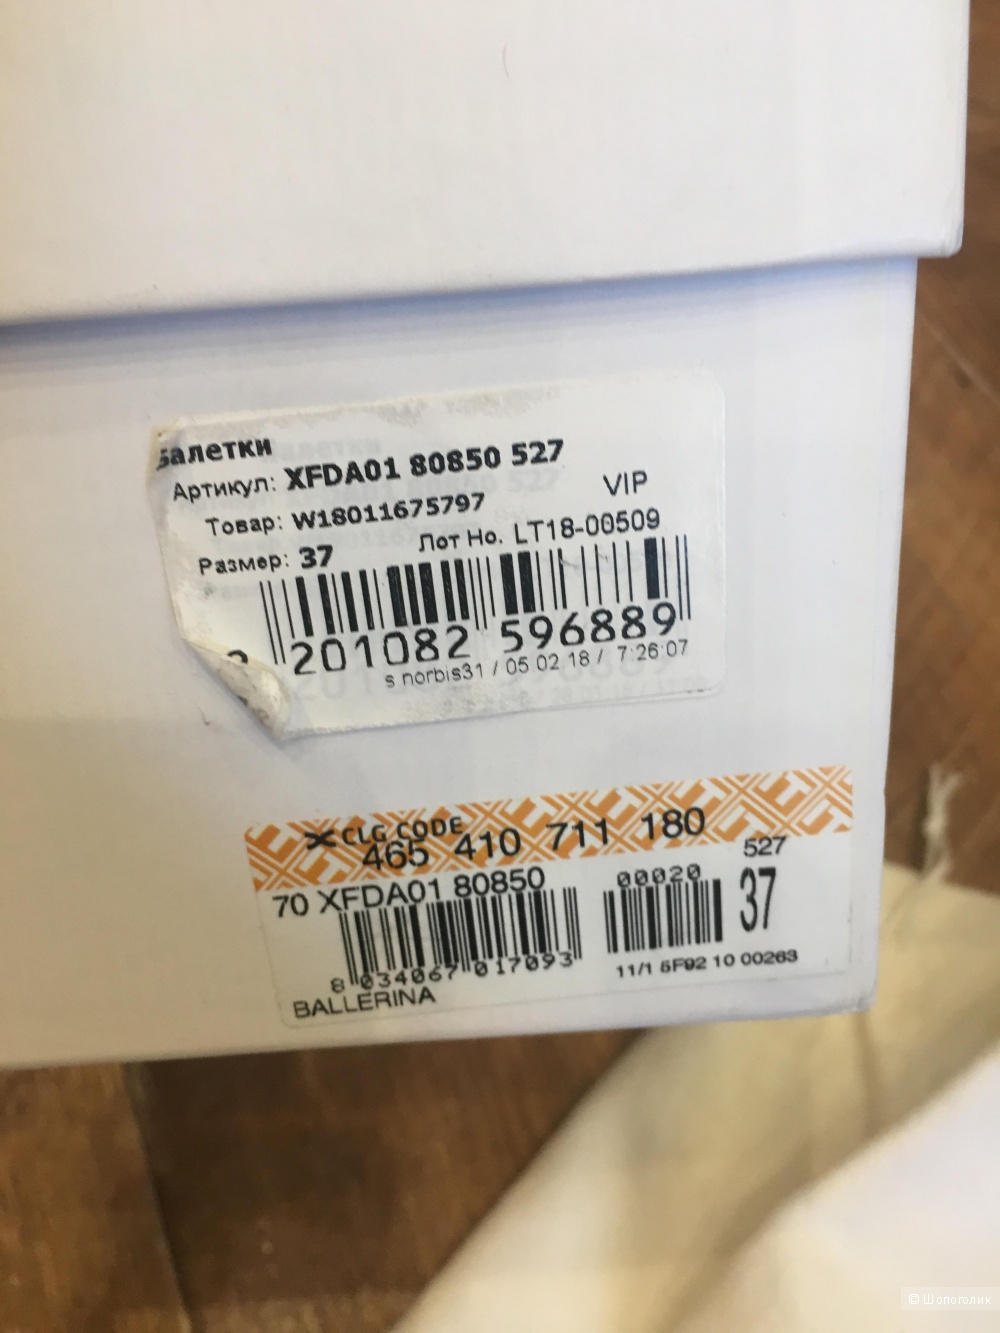 Балетки
Артикул: XFDA01 80850 527
Товар: W18011675797
VIP
Размер: 37
Лот Но. LT18-00509
201082 596889
s norbis31 / 05 02 18 / 7:26:07
CLG CODE
465 410 711 180
527
70 XFDA01 80850
00020
37
8 034067 017093
11/1 5F92 10 00263
BALLERINA
© Шопоголик